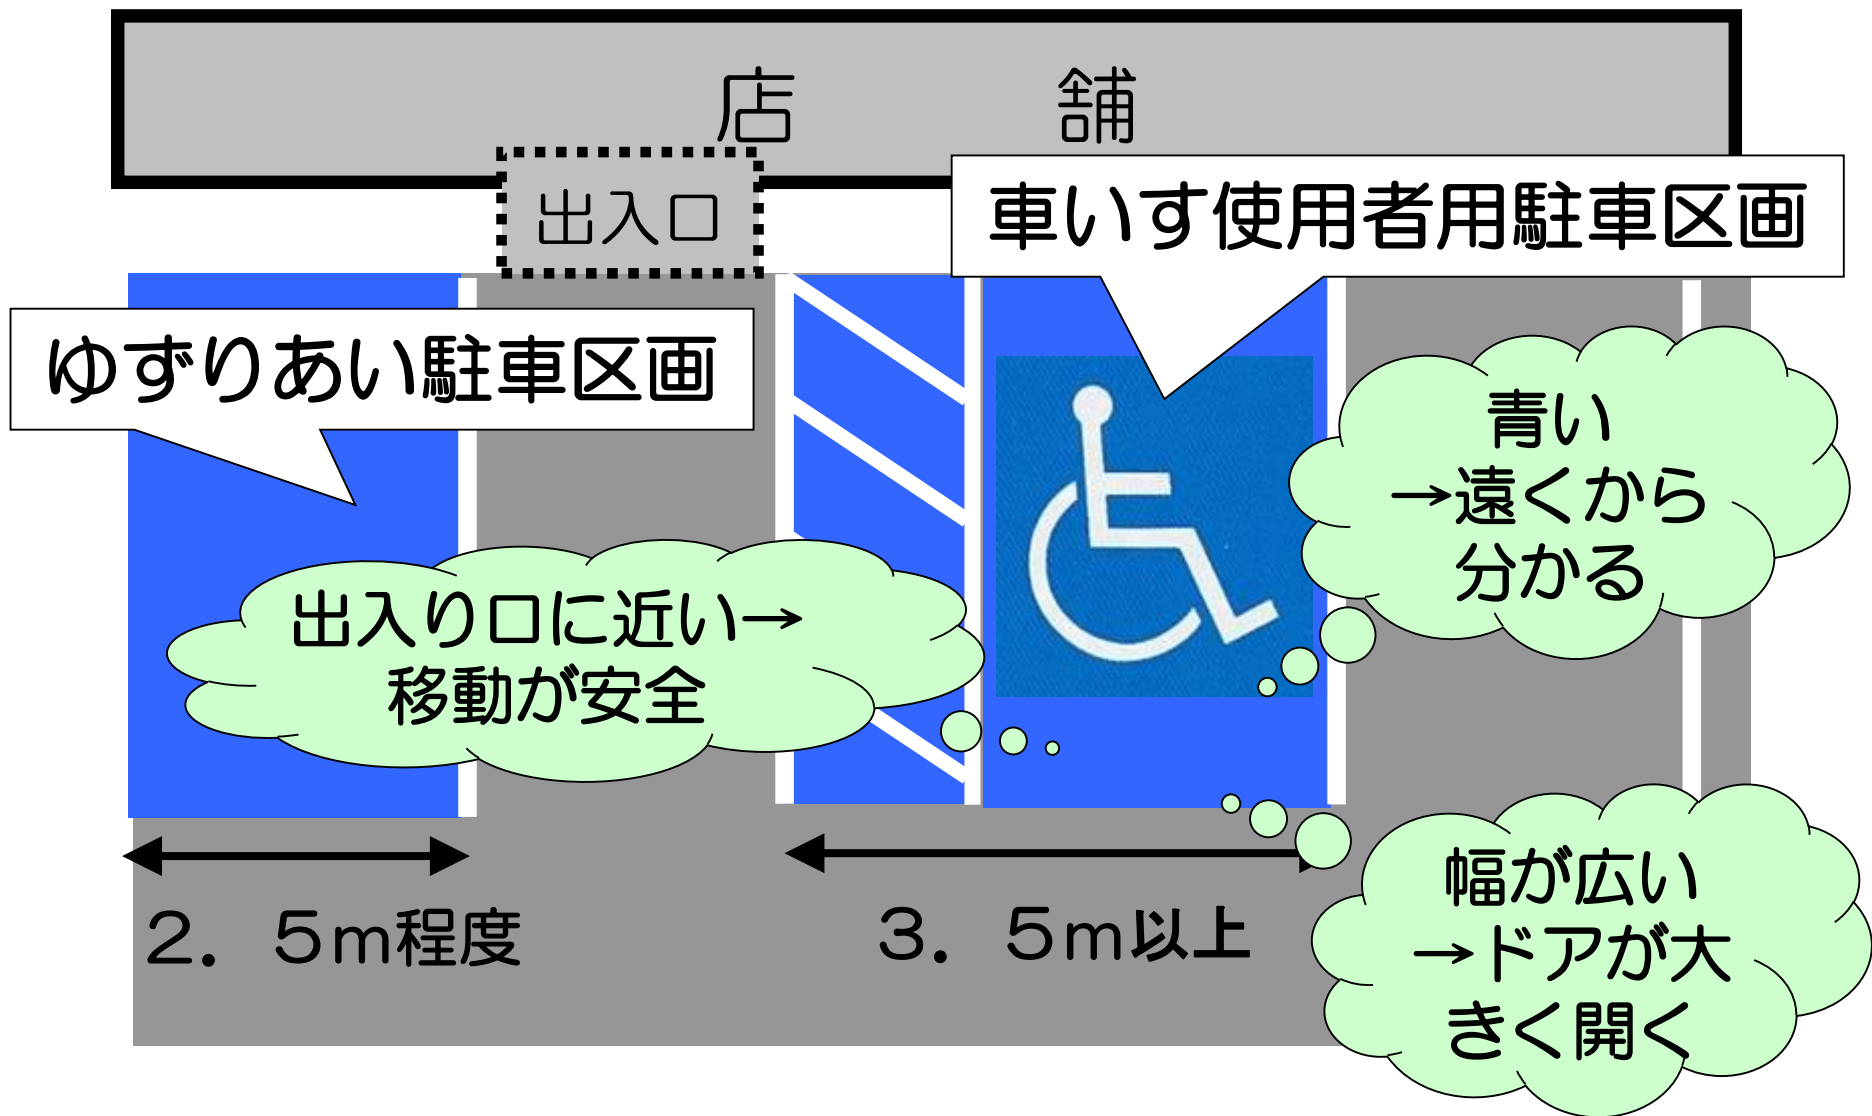 店　舗
出入口
車いす使用者用駐車区画
ゆずりあい駐車区画
青い
→遠くから
分かる
出入り口に近い→
移動が安全
２．５ｍ程度
３．５ｍ以上
幅が広い
→ドアが大
きく開く